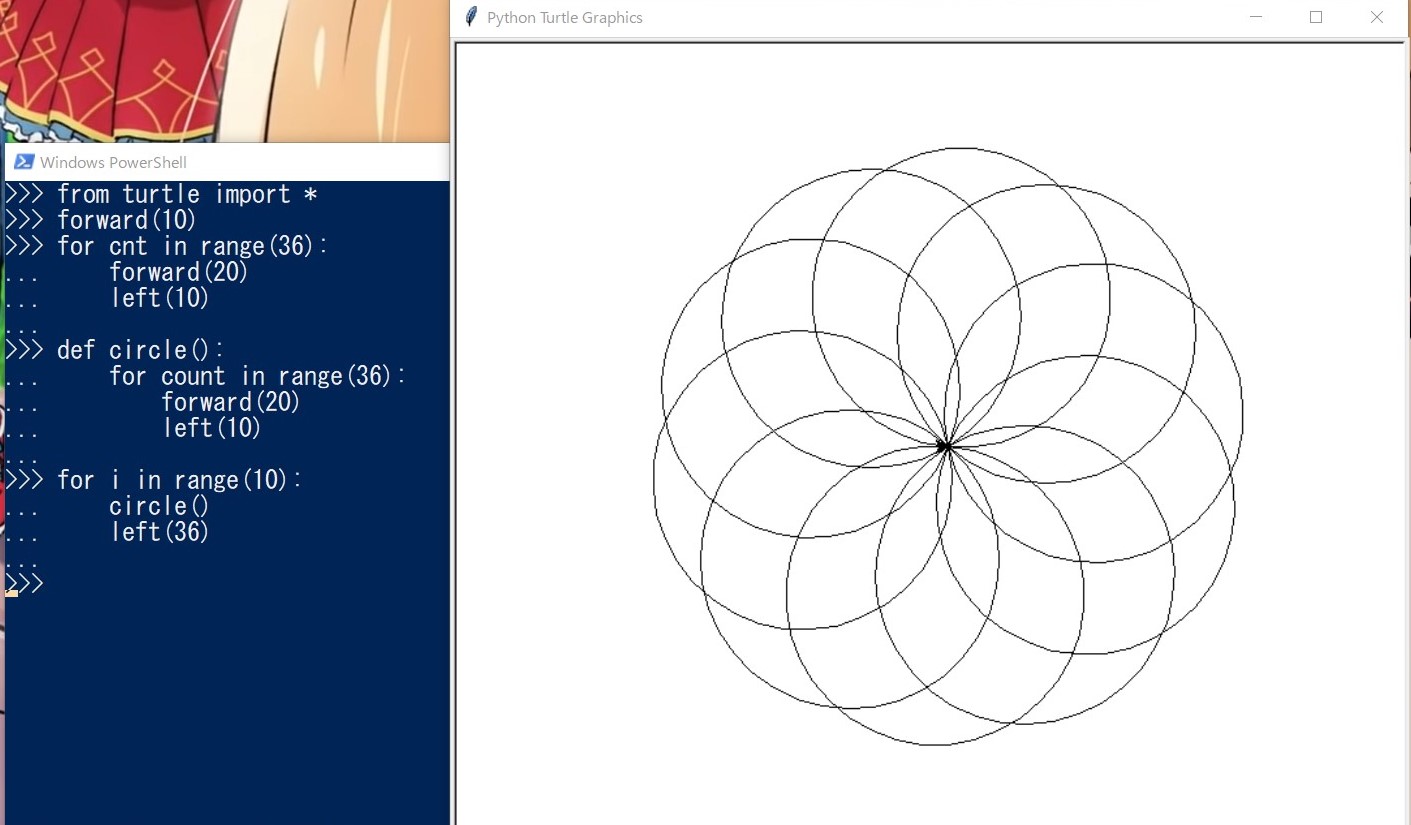 Python Turtle Graphics
Windows PowerShell
>>> from turtle import *
>>> forward(10)
>>> for cnt in range(36):
...     forward(20)
...     left(10)
...
>>> def circle():
...     for count in range(36):
...         forward(20)
...         left(10)
...
>>> for i in range(10):
...     circle()
...     left(36)
...
>>>